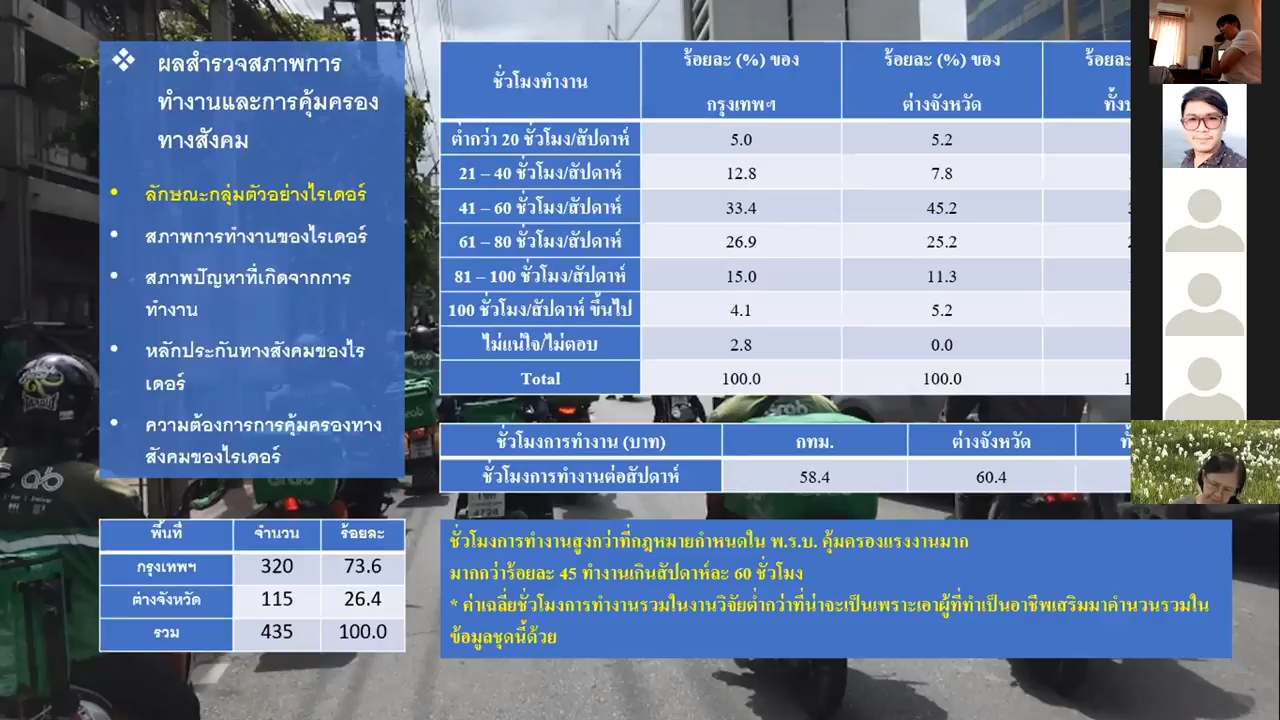 ผลสำรวจสภาพการ
ทำงานและการคุ้มครอง
ทางสังคม
ลักษณะกลุ่มตัวอย่างไรเดอร์
สภาพการทำงานของไรเดอร์
สภาพปัญหาที่เกิดจากการ
ทำงาน
หลักประกันทางสังคมของไร
เดอร์
ความต้องการการคุ้มครองทาง
สังคมของไรเดอร์
พื้นที่ จำนวน ร้อยละ
กรุงเทพฯ 320 73.6
ต่างจังหวัด 115 26.4
รวม 435 100.0
ชั่วโมงทำงาน ร้อยละ (%) ของ กรุงเทพฯ ร้อยละ (%) ของ ต่างจังหวัด
ต่ำกว่า 20 ชั่วโมง/สัปดาห์ 5.0 5.2
21 – 40 ชั่วโมง/สัปดาห์ 12.8 7.8
41 – 60 ชั่วโมง/สัปดาห์ 33.4 45.2
61 – 80 ชั่วโมง/สัปดาห์ 26.9 25.2
81 – 100 ชั่วโมง/สัปดาห์ 15.0 11.3
100 ชั่วโมง/สัปดาห์ ขึ้นไป 4.1 5.2
ไม่แน่ใจ/ไม่ตอบ 2.8 0.0
Total 100.0 100.0
ชั่วโมงการทำงาน (บาท) กทม. ต่างจังหวัด
ชั่วโมงการทำงานต่อสัปดาห์ 58.4 60.4
ชั่วโมงการทำงานสูงกว่าที่กฎหมายกำหนดใน พ.ร.บ. คุ้มครองแรงงานมาก
มากกว่าร้อยละ 45 ทำงานเกินสัปดาห์ละ 60 ชั่วโมง
* ค่าเฉลี่ยชั่วโมงการทำงานรวมในงานวิจัยต่ำกว่าที่น่าจะเป็นเพราะเอาผู้ที่ทำเป็นอาชีพเสริมมาคำนวนรวมใน
ข้อมูลชุดนี้ด้วย